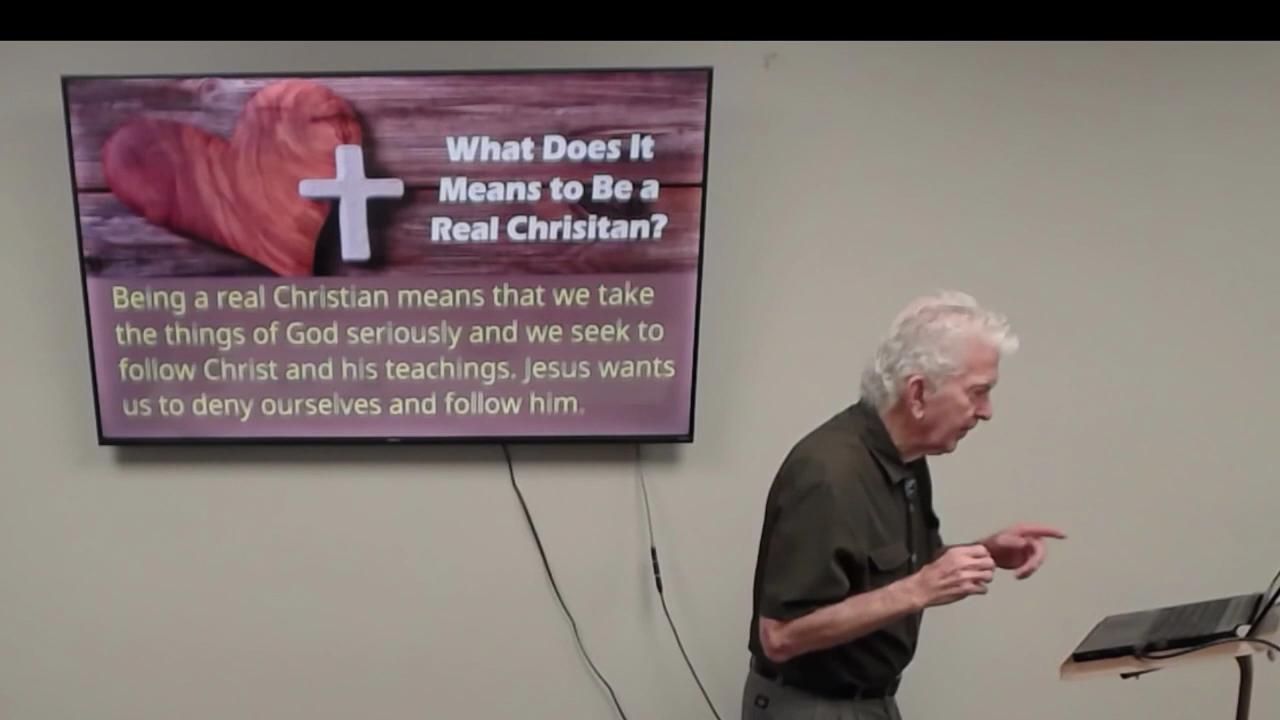 What Does It
Means to Be a
Real Chrisitan?
Being a real Christian means that we take
the things of God seriously and we seek to
follow Christ and his teachings. Jesus wants
us to deny ourselves and follow him.